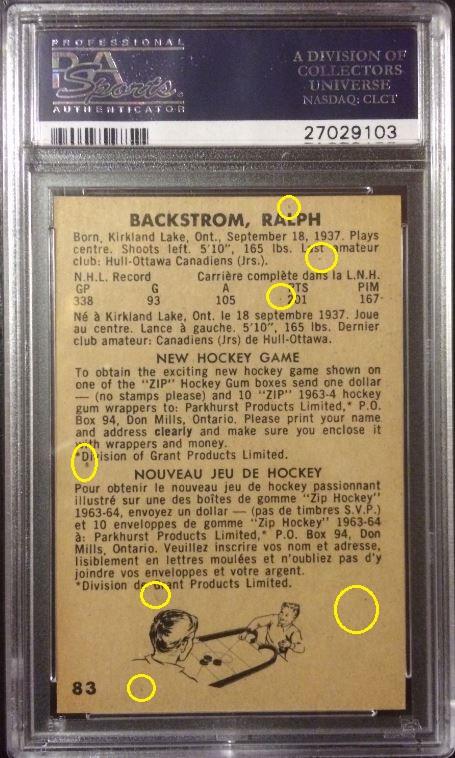 PROFESSIONAL
PSA
Sports
AUTHENTICATOR
A DIVISION OF
COLLECTORS
UNIVERSE
NASDAQ: CLCT
27029103
BACKSTROM, RALPH
Born, Kirkland Lake, Ont., September 18, 1937. Plays
centre. Shoots left. 5'10", 165 lbs. Last amateur
club: Hull-Ottawa Canadiens (Jrs.).
N.H.L. Record Carrière complète dans la L.N.H.
GP G A PTS PIM
338 93 105 201 167
Né à Kirkland Lake, Ont. le 18 septembre 1937. Joue
au centre. Lance à gauche. 5'10", 165 lbs. Dernier
club amateur: Canadiens (Jrs) de Hull-Ottawa.
NEW HOCKEY GAME
To obtain the exciting new hockey game shown on
one of the "ZIP" Hockey Gum boxes send one dollar
— (no stamps please) and 10 "ZIP" 1963-4 hockey
gum wrappers to: Parkhurst Products Limited,* P.O.
Box 94, Don Mills, Ontario. Please print your name
and address clearly and make sure you enclose it
with wrappers and money.
*Division of Grant Products Limited.
NOUVEAU JEU DE HOCKEY
Pour obtenir le nouveau jeu de hockey passionnant
illustré sur une des boîtes de gomme "Zip Hockey"
1963-64, envoyez un dollar — (pas de timbres S.V.P.)
et 10 enveloppes de gomme "Zip Hockey" 1963-64
à: Parkhurst Products Limited,* P.O. Box 94, Don
Mills, Ontario. Veuillez inscrire vos nom et adresse,
lisiblement en lettres moulées et n'oubliez pas d'y
joindre vos enveloppes et votre argent.
*Division de Grant Products Limited.
83